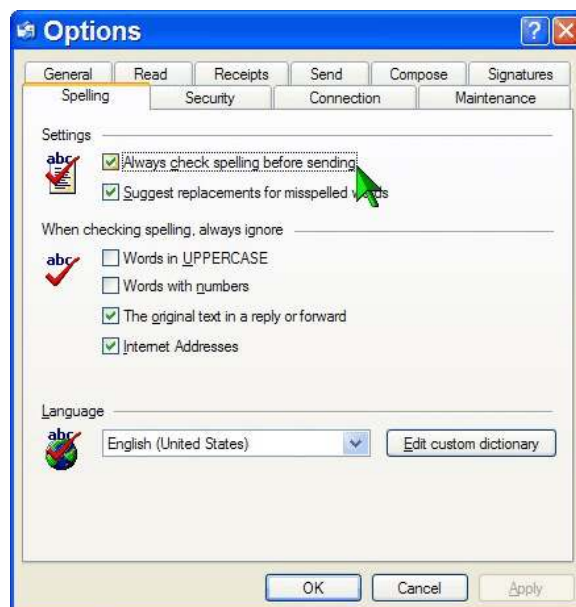 Options
General Read Receipts Send Compose Signatures
Spelling Security Connection Maintenance
Settings
abc
Always check spelling before sending
Suggest replacements for misspelled words
When checking spelling, always ignore
abc
Words in UPPERCASE
Words with numbers
The original text in a reply or forward
Internet Addresses
Language
abc
English (United States) Edit custom dictionary
OK Cancel Apply